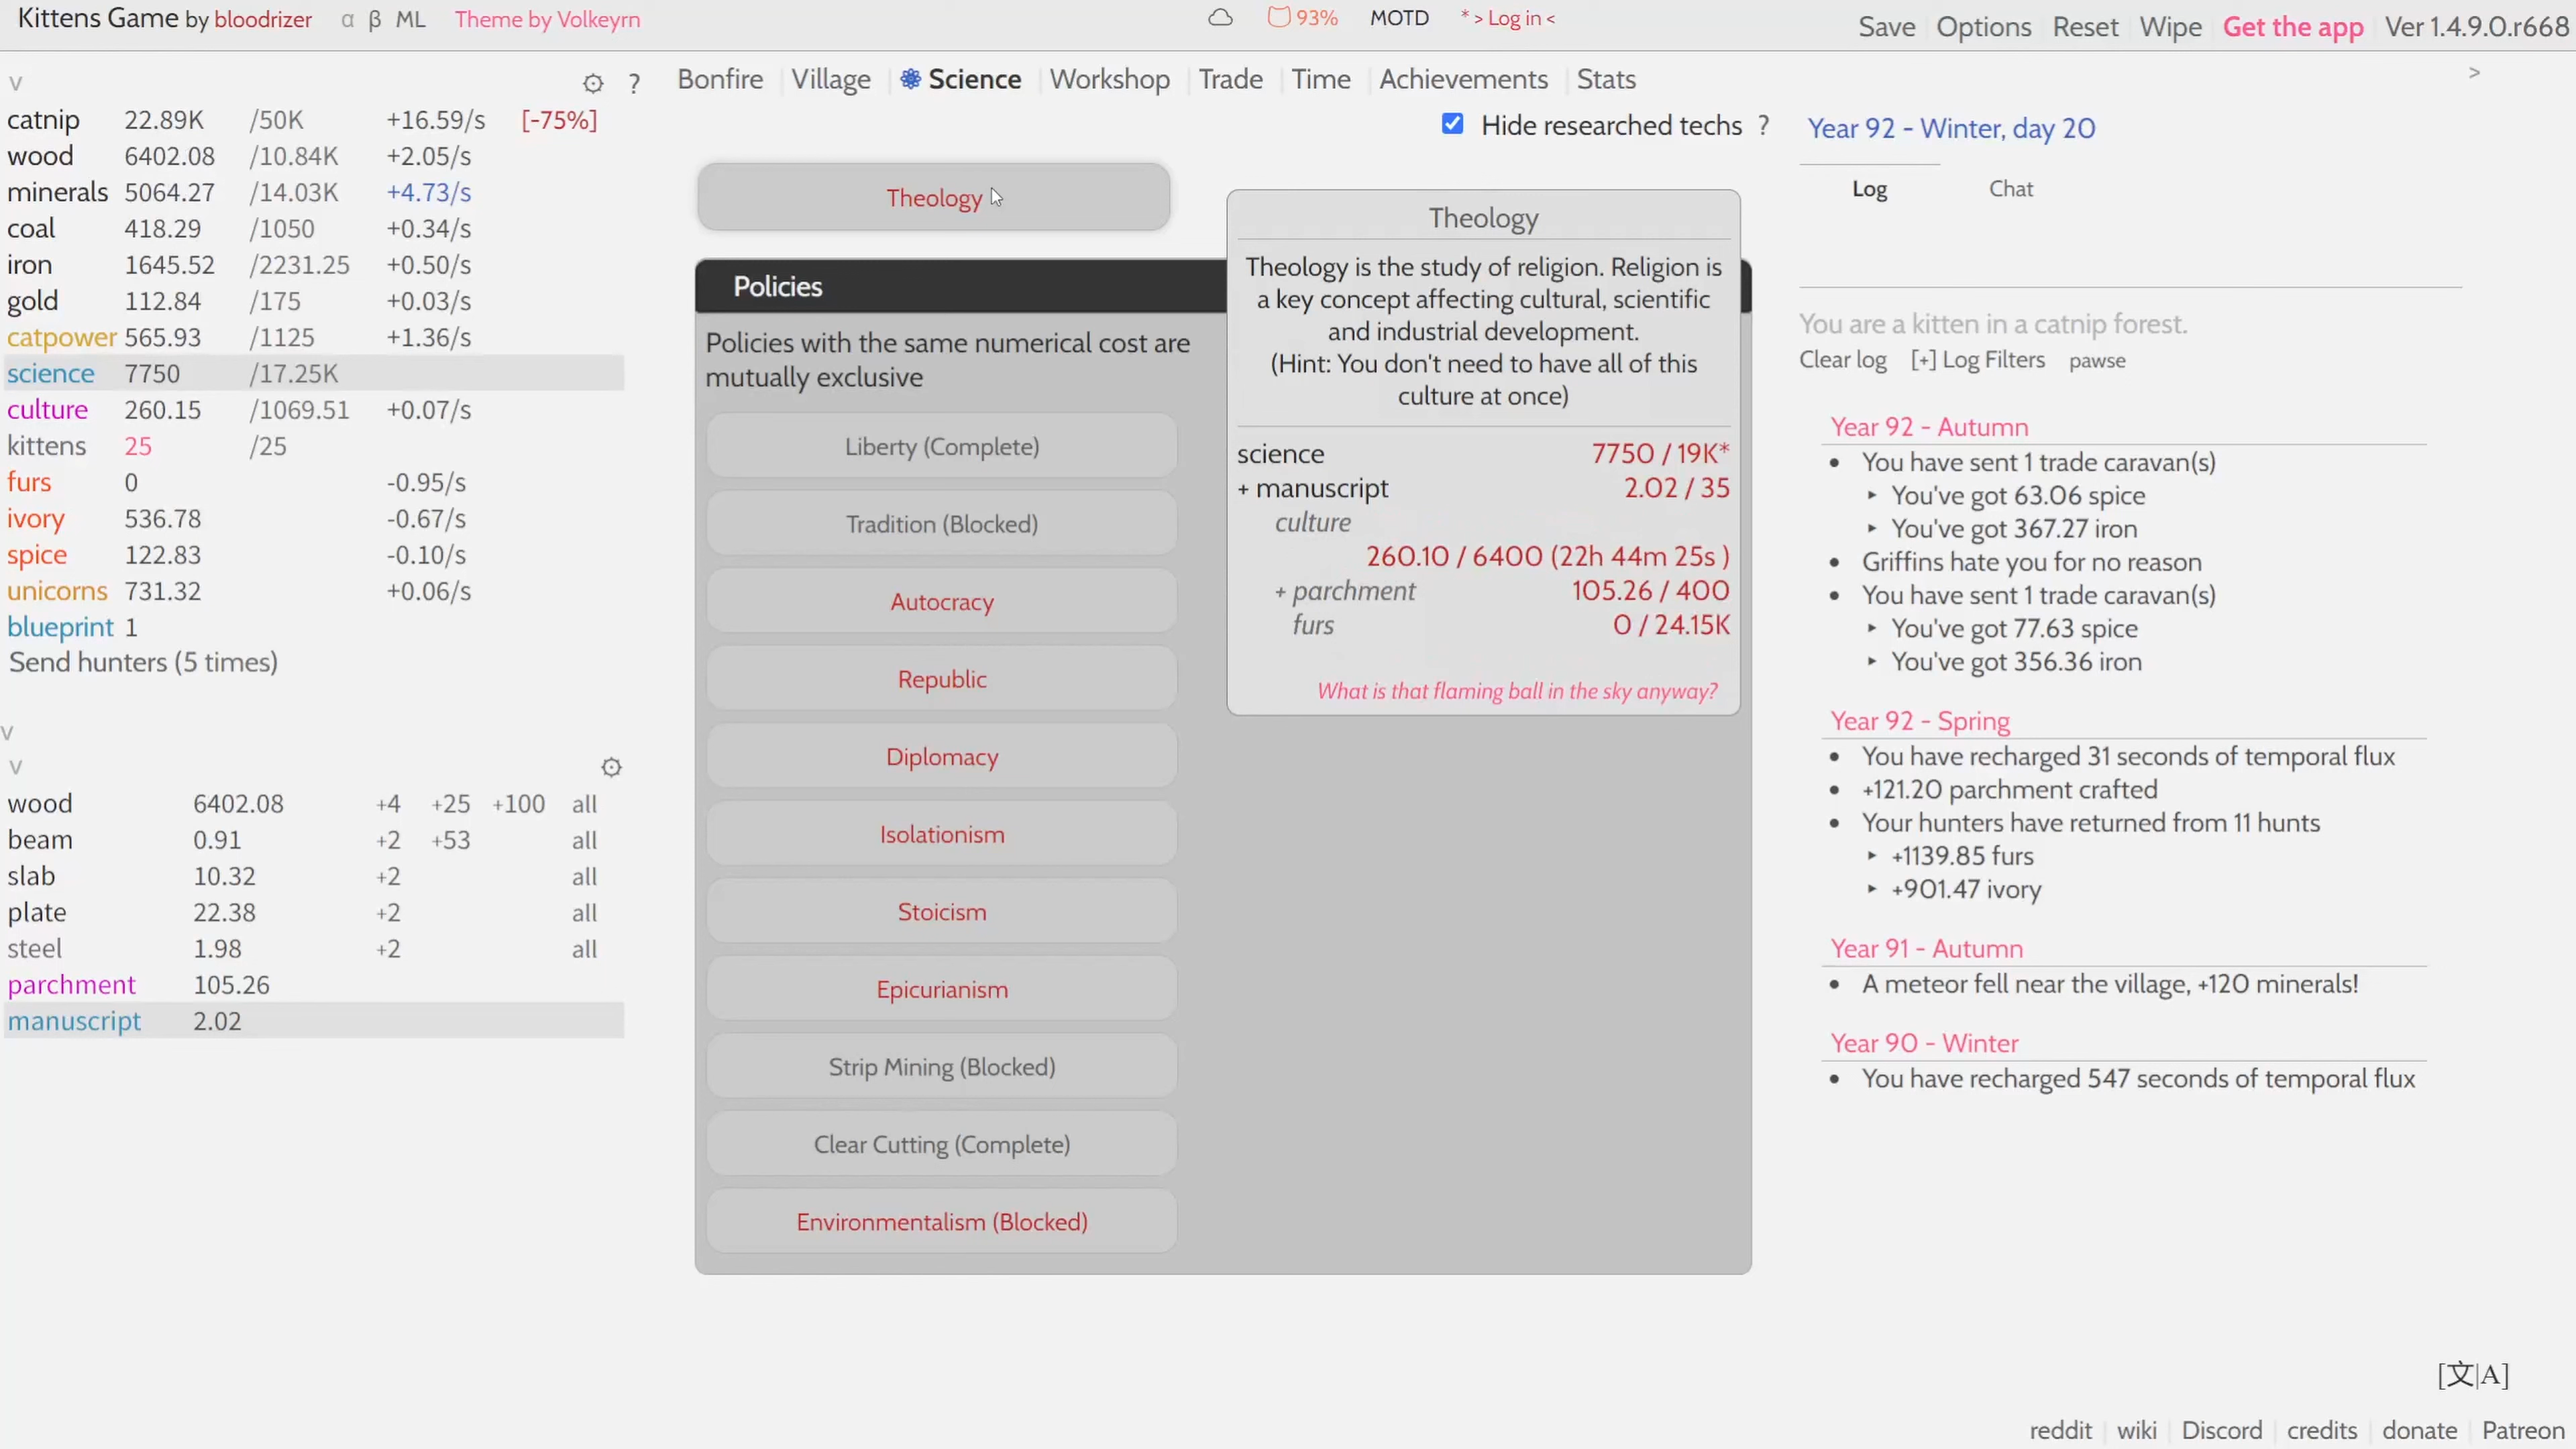 Kittens Game by bloodrizer α β ML Theme by Volkeyrn
93% MOTD * > Log in <
Save Options Reset Wipe Get the app Ver 1.4.9.0.r668
v
?
catnip 22.89K /50K +16.59/s [-75%]
wood 6402.08 /10.84K +2.05/s
minerals 5064.27 /14.03K +4.73/s
coal 418.29 /1050 +0.34/s
iron 1645.52 /2231.25 +0.50/s
gold 112.84 /175 +0.03/s
catpower 565.93 /1125 +1.36/s
science 7750 /17.25K
culture 260.15 /1069.51 +0.07/s
kittens 25 /25
furs 0 -0.95/s
ivory 536.78 -0.67/s
spice 122.83 -0.10/s
unicorns 731.32 +0.06/s
blueprint 1
Send hunters (5 times)
v
v
wood 6402.08 +4 +25 +100 all
beam 0.91 +2 +53 all
slab 10.32 +2 all
plate 22.38 +2 all
steel 1.98 +2 all
parchment 105.26
manuscript 2.02
Bonfire Village Science Workshop Trade Time Achievements Stats
Hide researched techs ?
Theology
Policies
Policies with the same numerical cost are
mutually exclusive
Liberty (Complete)
Tradition (Blocked)
Autocracy
Republic
Diplomacy
Isolationism
Stoicism
Epicurianism
Strip Mining (Blocked)
Clear Cutting (Complete)
Environmentalism (Blocked)
Theology
Theology is the study of religion. Religion is
a key concept affecting cultural, scientific
and industrial development.
(Hint: You don't need to have all of this
culture at once)
science 7750 / 19K*
+ manuscript 2.02 / 35
culture
260.10 / 6400 (22h 44m 25s )
+ parchment 105.26 / 400
furs 0 / 24.15K
What is that flaming ball in the sky anyway?
>
Year 92 - Winter, day 20
Log Chat
You are a kitten in a catnip forest.
Clear log [+] Log Filters pawse
Year 92 - Autumn
• You have sent 1 trade caravan(s)
‣ You've got 63.06 spice
‣ You've got 367.27 iron
• Griffins hate you for no reason
• You have sent 1 trade caravan(s)
‣ You've got 77.63 spice
‣ You've got 356.36 iron
Year 92 - Spring
• You have recharged 31 seconds of temporal flux
• +121.20 parchment crafted
• Your hunters have returned from 11 hunts
‣ +1139.85 furs
‣ +901.47 ivory
Year 91 - Autumn
• A meteor fell near the village, +120 minerals!
Year 90 - Winter
• You have recharged 547 seconds of temporal flux
[文|A]
reddit wiki Discord credits donate Patreon